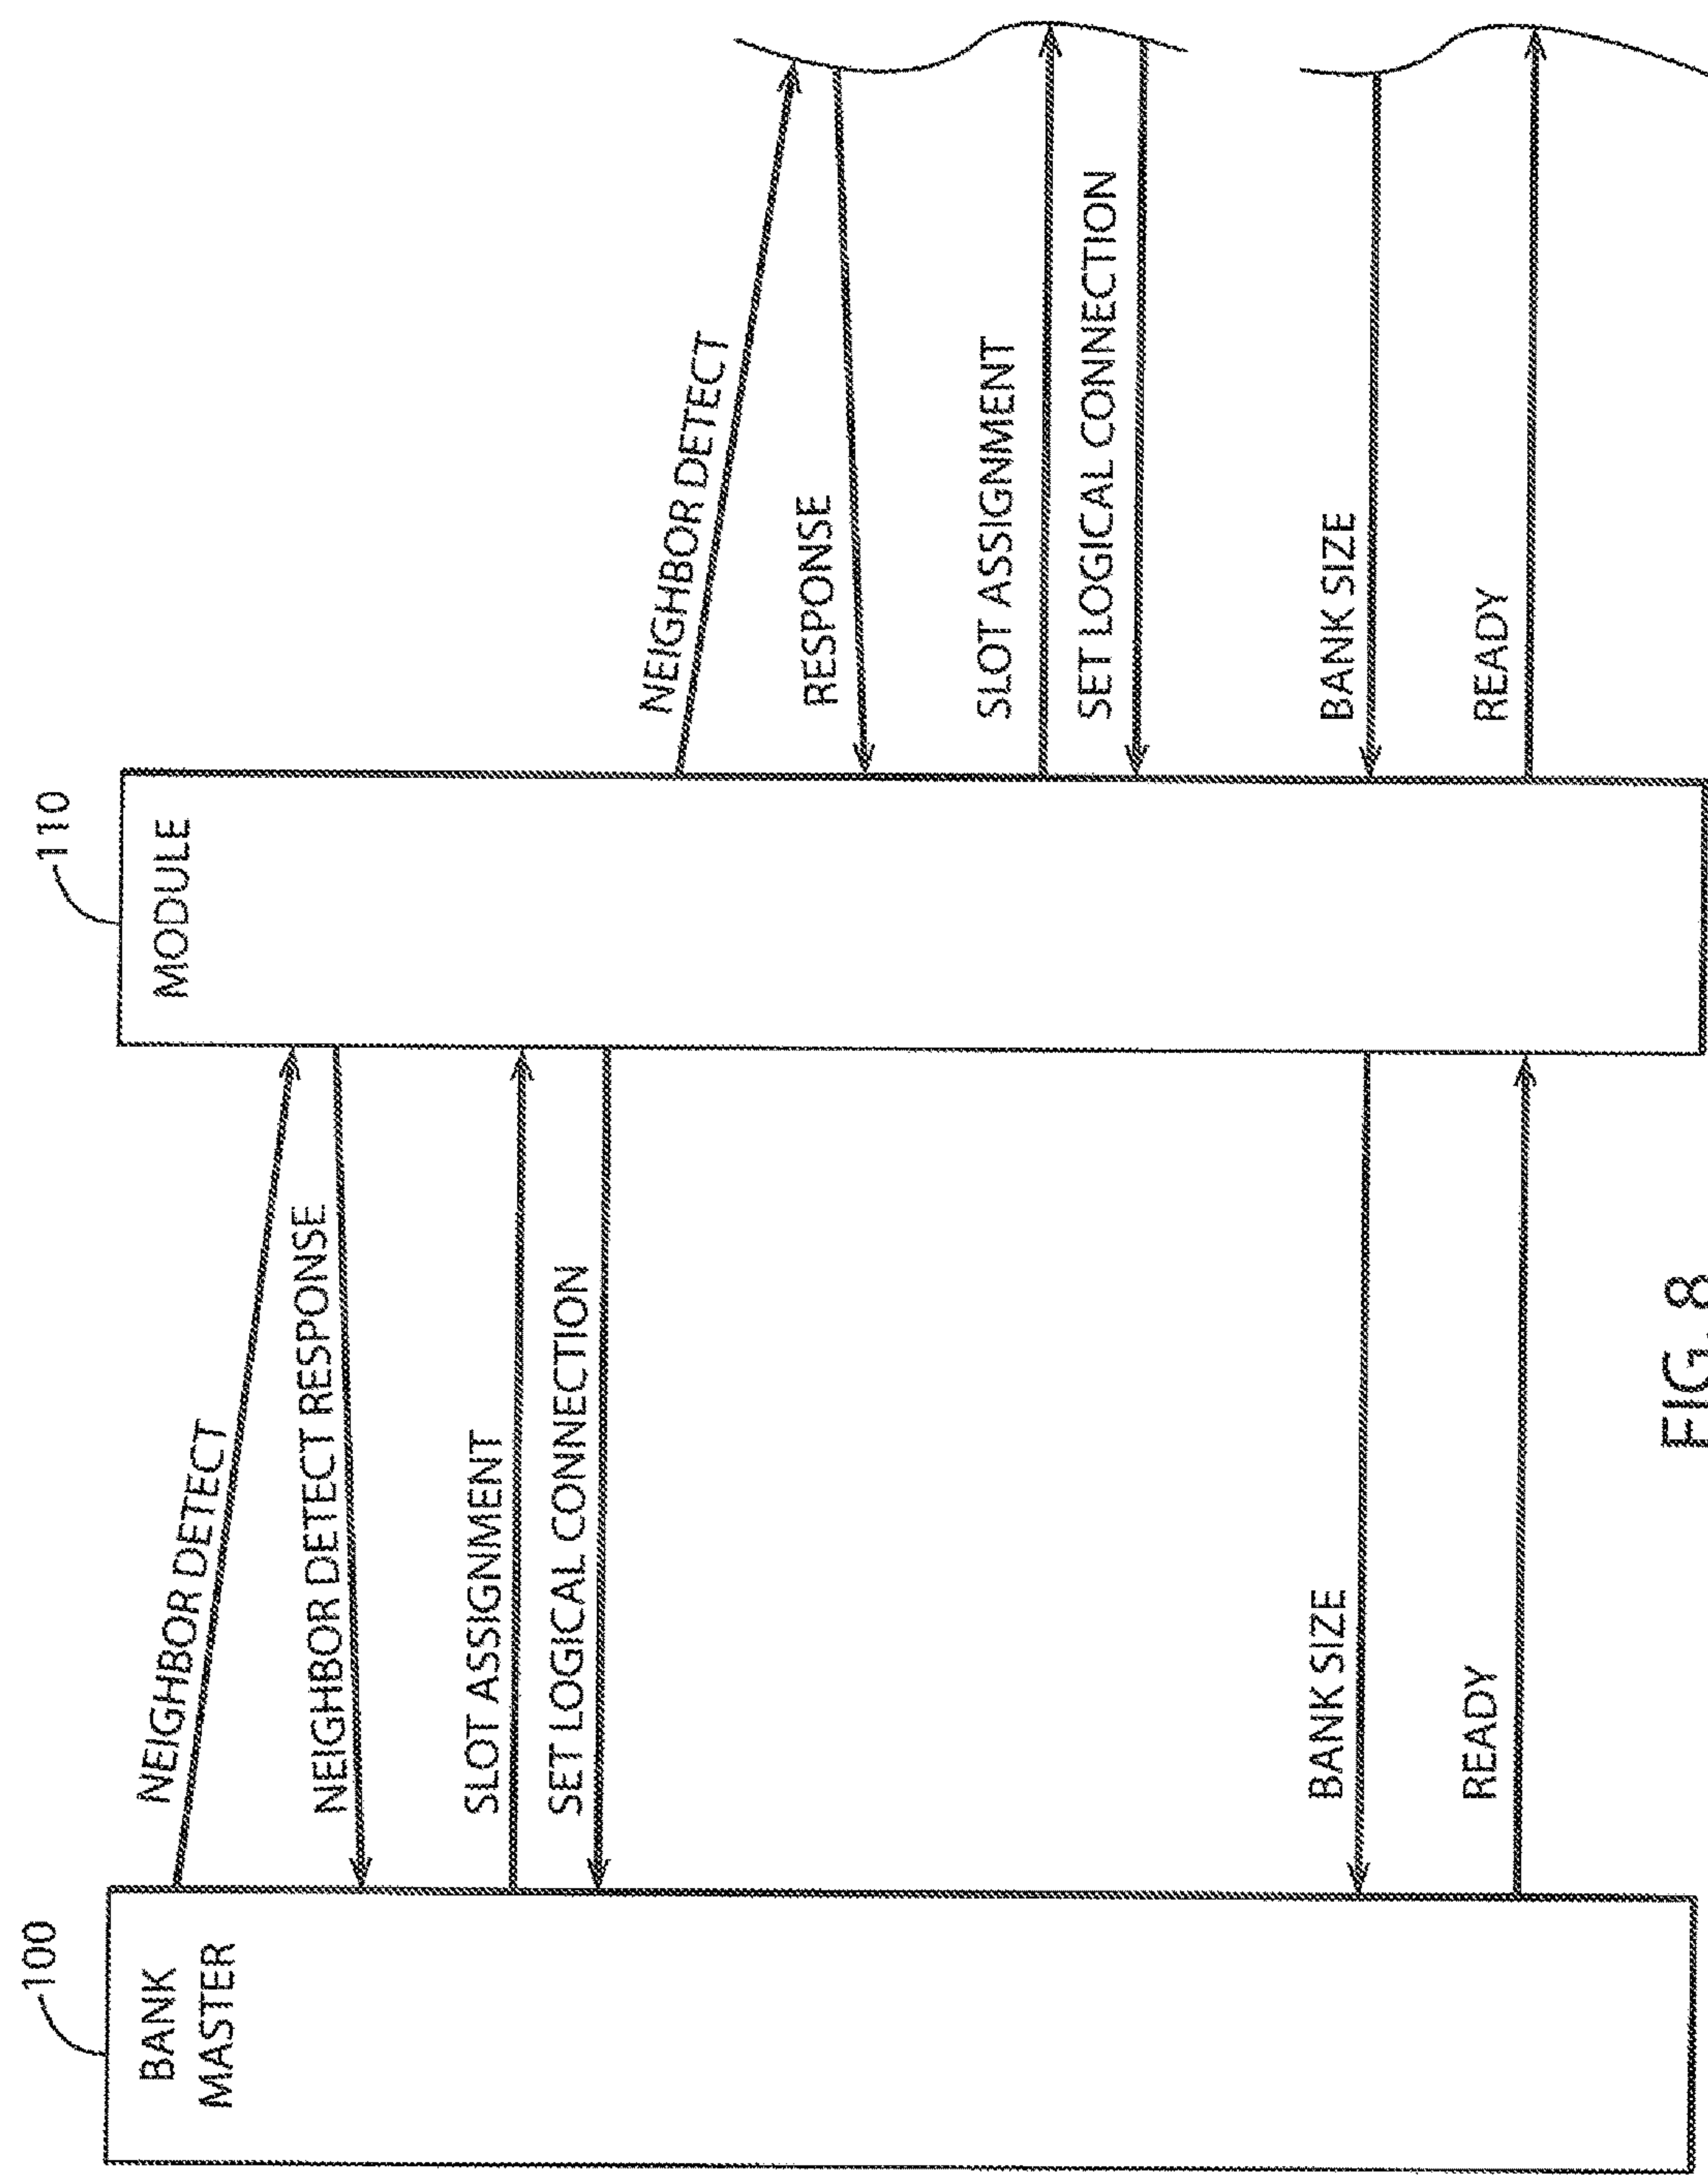 100
BANK
MASTER
NEIGHBOR DETECT
NEIGHBOR DETECT RESPONSE
SLOT ASSIGNMENT
SET LOGICAL CONNECTION
BANK SIZE
READY
110
MODULE
NEIGHBOR DETECT
RESPONSE
SLOT ASSIGNMENT
SET LOGICAL CONNECTION
BANK SIZE
READY
FIG. 8